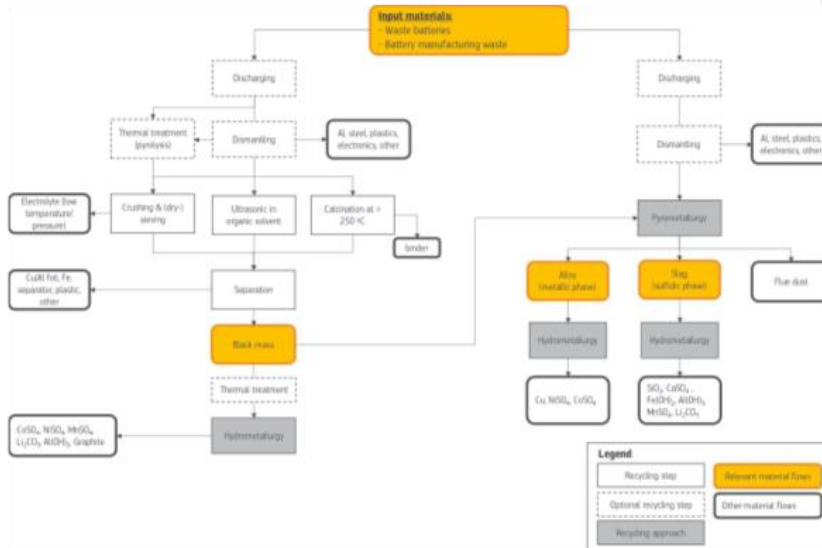 Input materials:
- Waste batteries
- Battery manufacturing waste
Discharging
Discharging
Thermal treatment
(pyrolysis)
Dismantling
Al, steel, plastics,
electronics, other
Dismantling
Al, steel, plastics,
electronics, other
Electrolyte (low
temperature/
pressure)
Crushing & (dry-)
sieving
Ultrasonic in
organic solvent
Calcination at >
250 ºC
Pyrometallurgy
binder
Cu/Al foil, Fe,
separator, plastic,
other
Separation
Alloy
(metallic phase)
Slag
(sulfidic phase)
Flue dust
Black mass
Hydrometallurgy
Hydrometallurgy
Thermal treatment
Cu, NiSO₄, CoSO₄
SiO₂, CaSO₄ ,
Fe(OH)₃, Al(OH)₃
MnSO₄, Li₂CO₃
CoSO₄, NiSO₄, MnSO₄
Li₂CO₃, Al(OH)₃, Graphite
Hydrometallurgy
Legend
Recycling step
Relevant material flows
Optional recycling step
Other material flows
Recycling approach